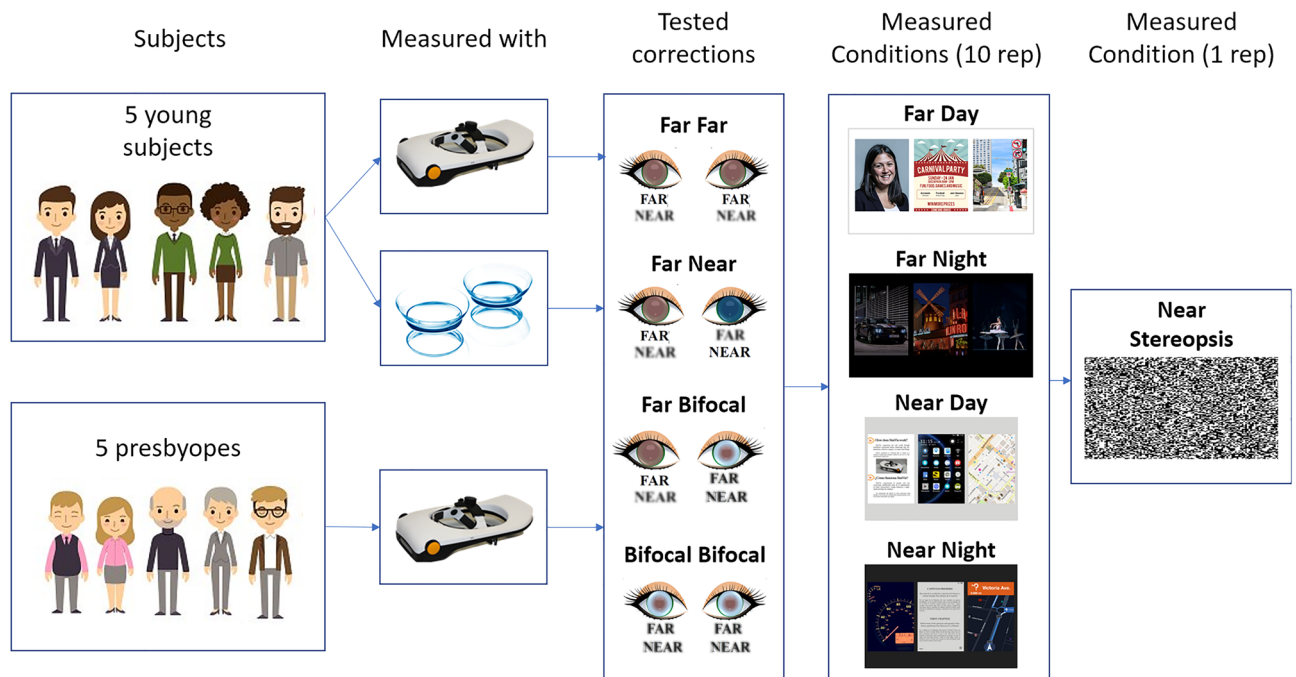 Subjects
Measured with
Tested
corrections
Measured
Conditions (10 rep)
Measured
Condition (1 rep)
5 young
subjects
5 presbyopes
Far Far
FAR FAR
NEAR NEAR
Far Near
FAR FAR
NEAR NEAR
Far Bifocal
FAR FAR
NEAR NEAR
Bifocal Bifocal
FAR FAR
NEAR NEAR
Far Day
CARNIVAL PARTY
Far Night
Near Day
Near Night
Victoria Ave.
Near
Stereopsis